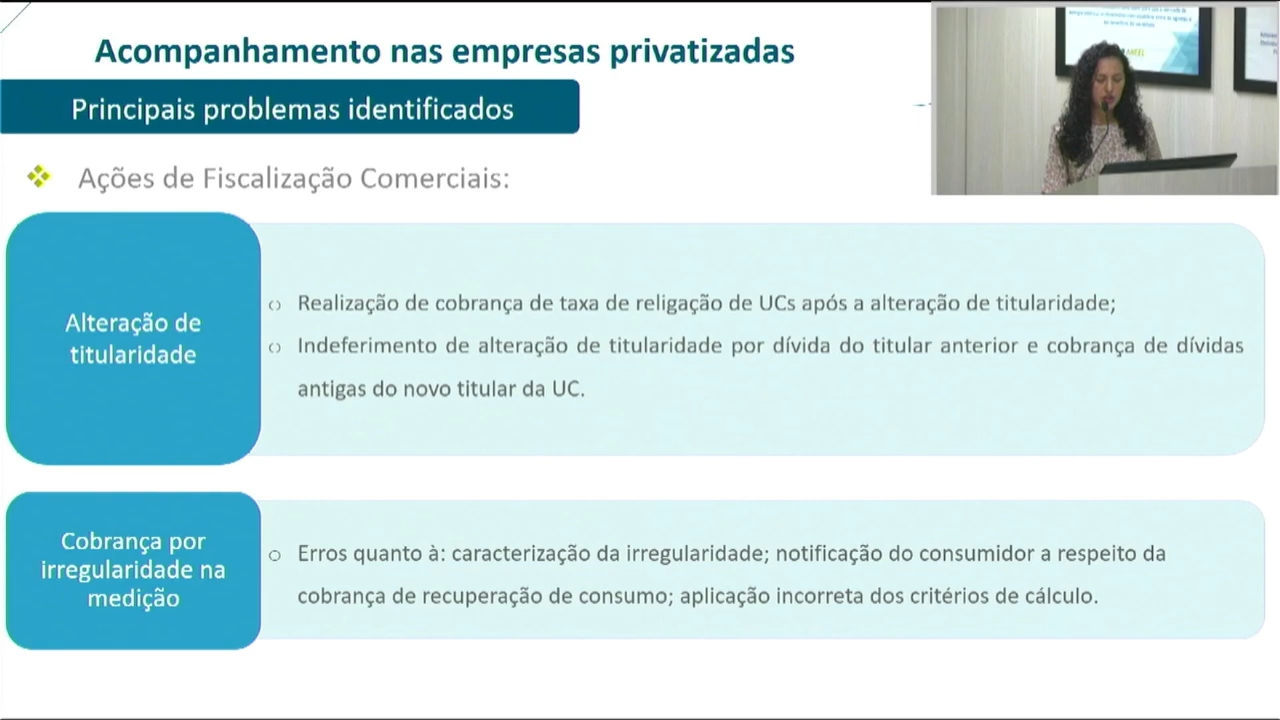 Acompanhamento nas empresas privatizadas
Principais problemas identificados
Ações de Fiscalização Comerciais:
Alteração de
titularidade
Realização de cobrança de taxa de religação de UCs após a alteração de titularidade;
Indeferimento de alteração de titularidade por dívida do titular anterior e cobrança de dívidas
antigas do novo titular da UC.
Cobrança por
irregularidade na
medição
Erros quanto à: caracterização da irregularidade; notificação do consumidor a respeito da
cobrança de recuperação de consumo; aplicação incorreta dos critérios de cálculo.
ANEEL